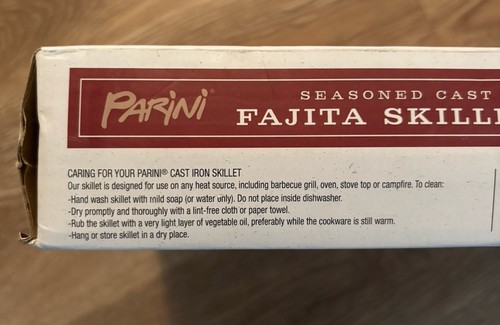 PARINI®
SEASONED CAST
FAJITA SKILL
CARING FOR YOUR PARINI® CAST IRON SKILLET
Our skillet is designed for use on any heat source, including barbecue grill, oven, stove top or campfire. To clean:
-Hand wash skillet with mild soap (or water only). Do not place inside dishwasher.
-Dry promptly and thoroughly with a lint-free cloth or paper towel.
-Rub the skillet with a very light layer of vegetable oil, preferably while the cookware is still warm.
-Hang or store skillet in a dry place.